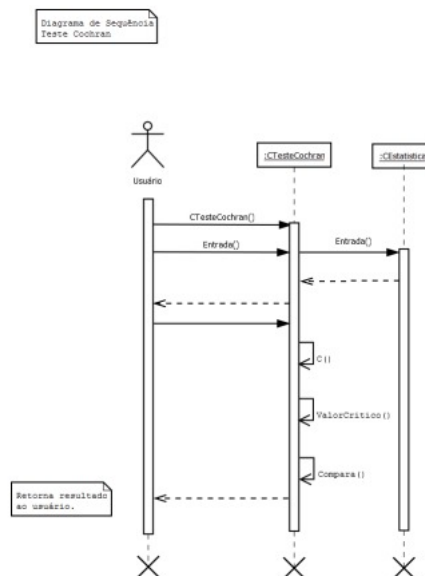 Diagrama de Sequência
Teste Cochran
:CTesteCochran
:CEstatistica
Usuário
CTesteCochran()
Entrada()
Entrada()
C()
ValorCritico()
Compara()
Retorna resultado
ao usuário.